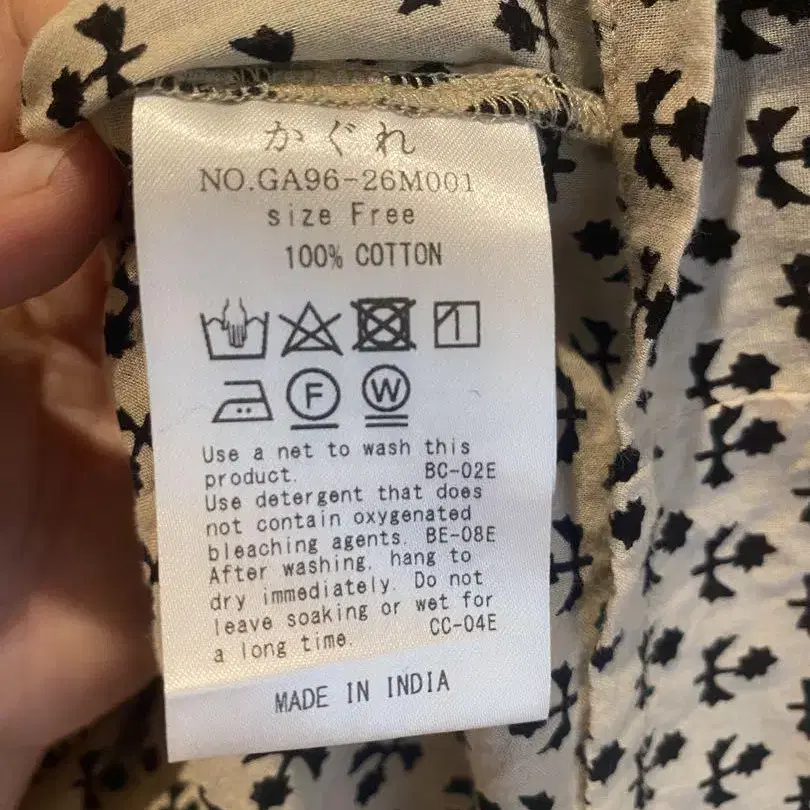 かぐれ
NO.GA96-26M001
size Free
100% COTTON
F W
Use a net to wash this
product. BC-02E
Use detergent that does
not contain oxygenated
bleaching agents. BE-08E
After washing, hang to
dry immediately. Do not
leave soaking or wet for
a long time. CC-04E
MADE IN INDIA